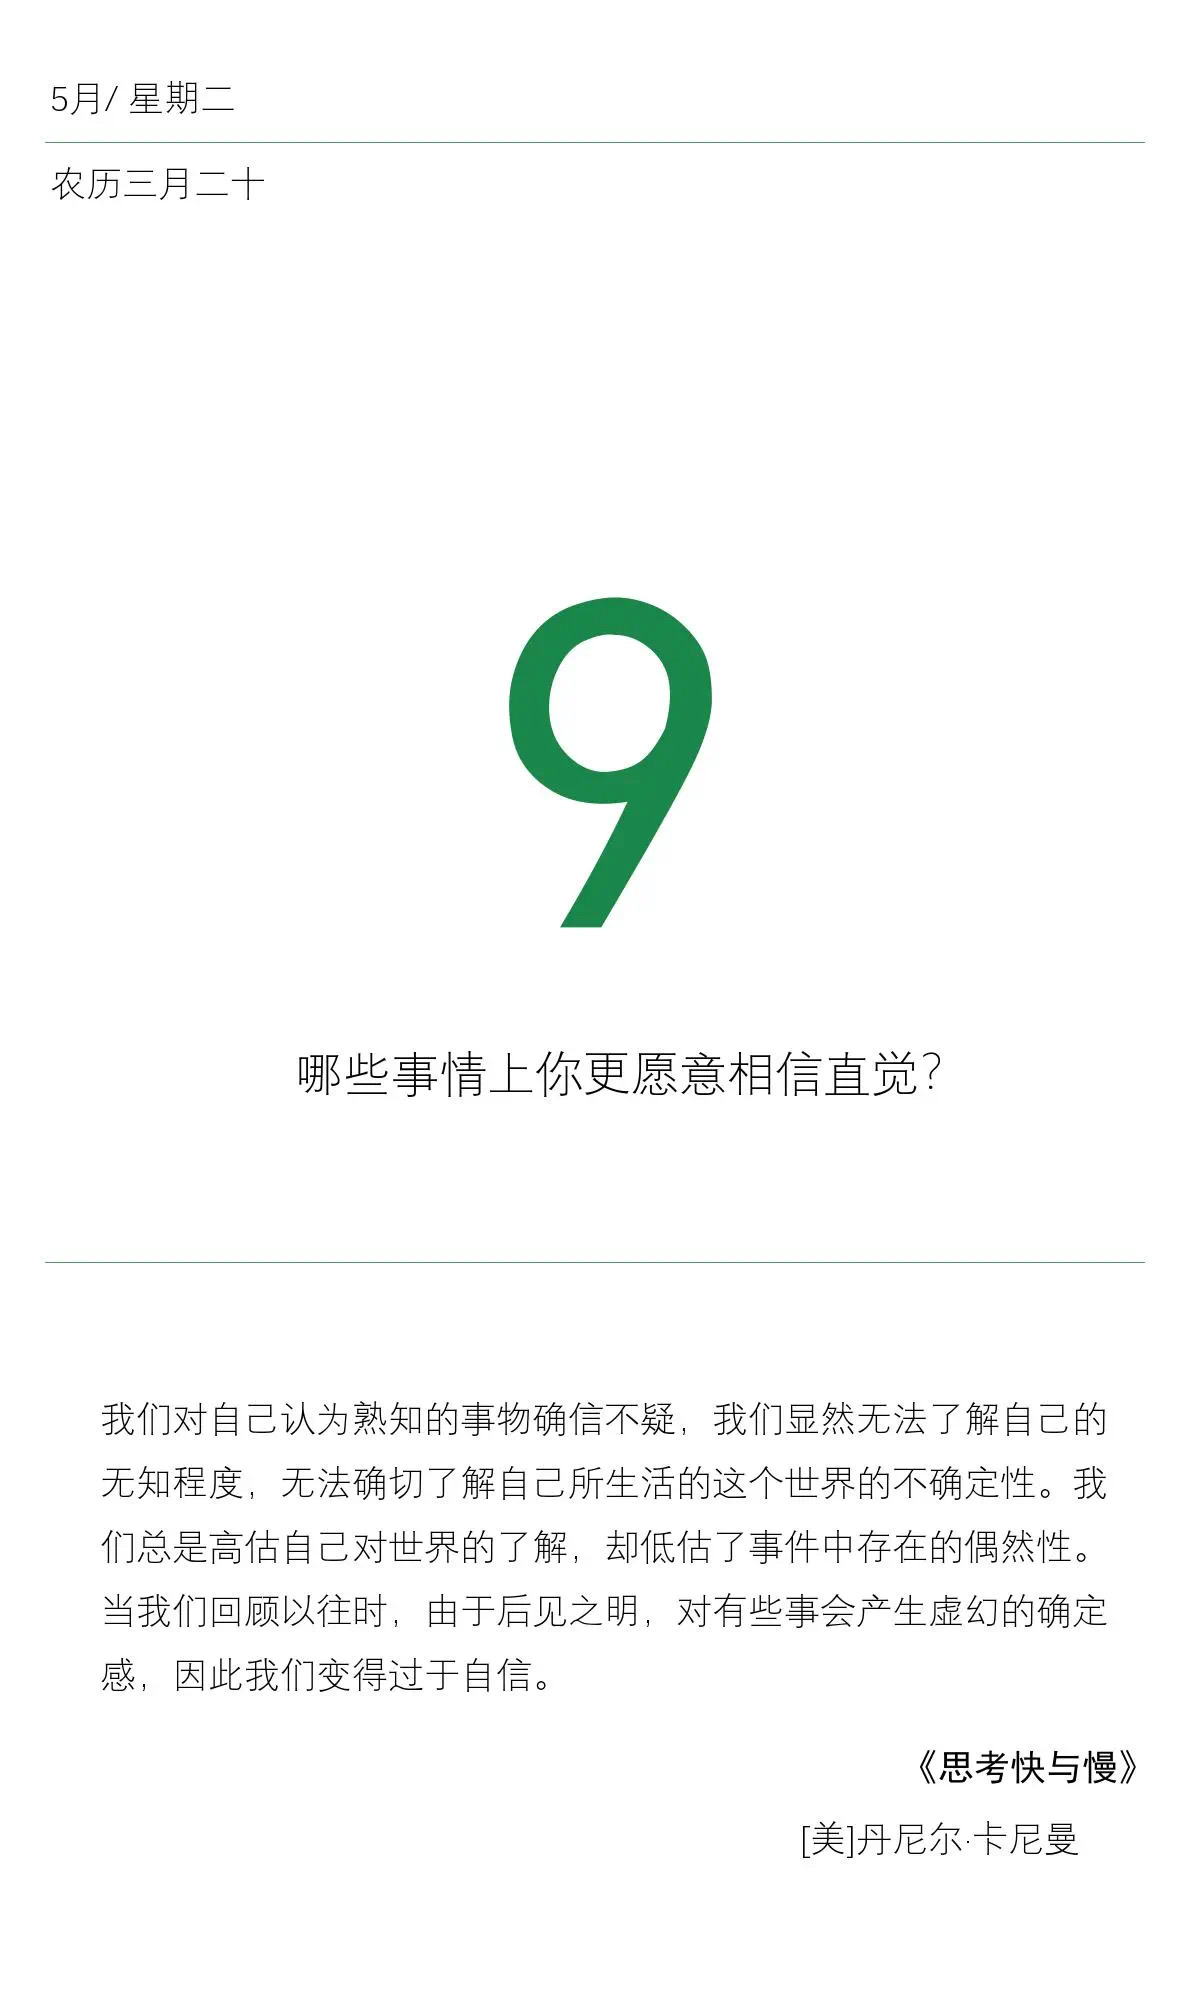 5月/ 星期二
农历三月二十
9
哪些事情上你更愿意相信直觉？
我们对自己认为熟知的事物确信不疑，我们显然无法了解自己的
无知程度，无法确切了解自己所生活的这个世界的不确定性。我
们总是高估自己对世界的了解，却低估了事件中存在的偶然性。
当我们回顾以往时，由于后见之明，对有些事会产生虚幻的确定
感，因此我们变得过于自信。
《思考快与慢》
[美]丹尼尔·卡尼曼